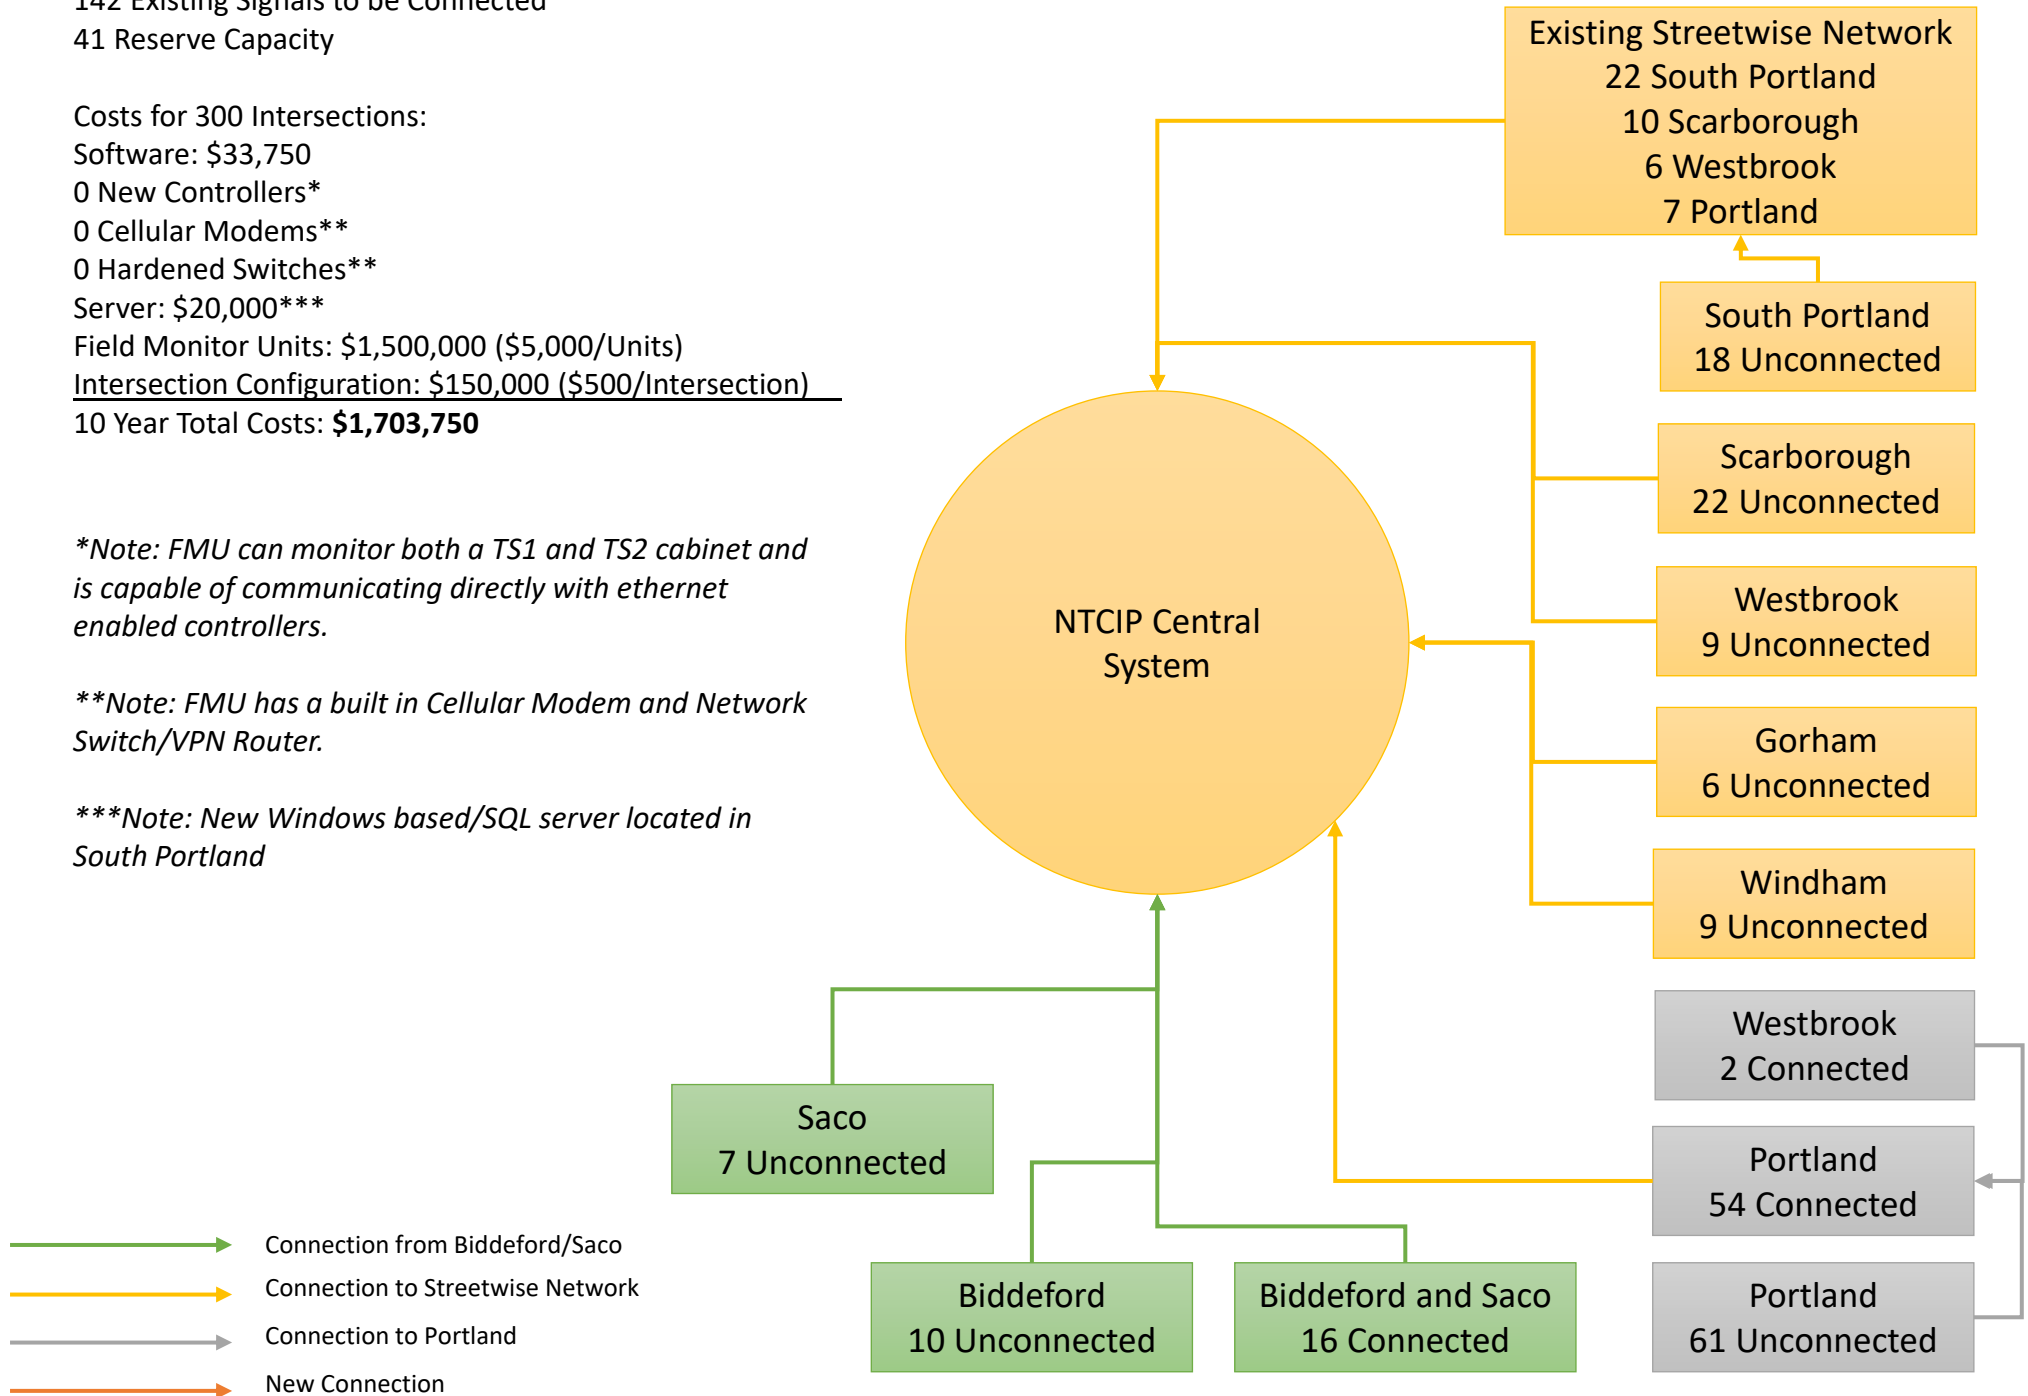 142 Existing Signals to be Connected
41 Reserve Capacity
Costs for 300 Intersections:
Software: $33,750
0 New Controllers*
0 Cellular Modems**
0 Hardened Switches**
Server: $20,000***
Field Monitor Units: $1,500,000 ($5,000/Units)
Intersection Configuration: $150,000 ($500/Intersection)
10 Year Total Costs: $1,703,750
*Note: FMU can monitor both a TS1 and TS2 cabinet and
is capable of communicating directly with ethernet
enabled controllers.
**Note: FMU has a built in Cellular Modem and Network
Switch/VPN Router.
***Note: New Windows based/SQL server located in
South Portland
Existing Streetwise Network
22 South Portland
10 Scarborough
6 Westbrook
7 Portland
South Portland
18 Unconnected
Scarborough
22 Unconnected
Westbrook
9 Unconnected
Gorham
6 Unconnected
Windham
9 Unconnected
Westbrook
2 Connected
Portland
54 Connected
Portland
61 Unconnected
NTCIP Central
System
Saco
7 Unconnected
Biddeford
10 Unconnected
Biddeford and Saco
16 Connected
Connection from Biddeford/Saco
Connection to Streetwise Network
Connection to Portland
New Connection